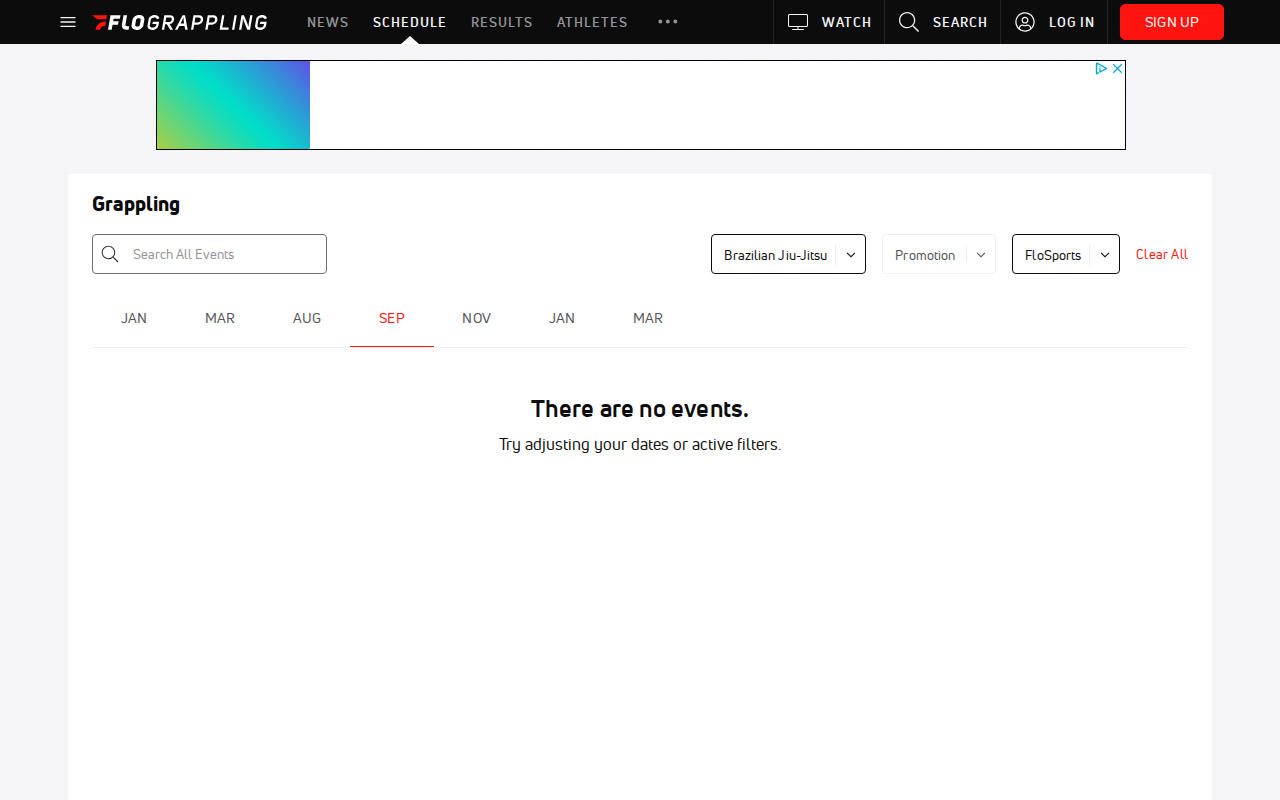 FLOGRAPPLING NEWS SCHEDULE RESULTS ATHLETES WATCH SEARCH LOG IN SIGN UP
Grappling
Search All Events Brazilian Jiu-Jitsu Promotion FloSports Clear All
JAN MAR AUG SEP NOV JAN MAR
There are no events.
Try adjusting your dates or active filters.